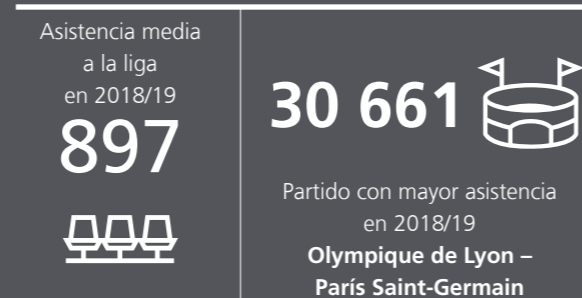 Asistencia media
a la liga
en 2018/19
897
30 661
Partido con mayor asistencia
en 2018/19
Olympique de Lyon –
París Saint-Germain